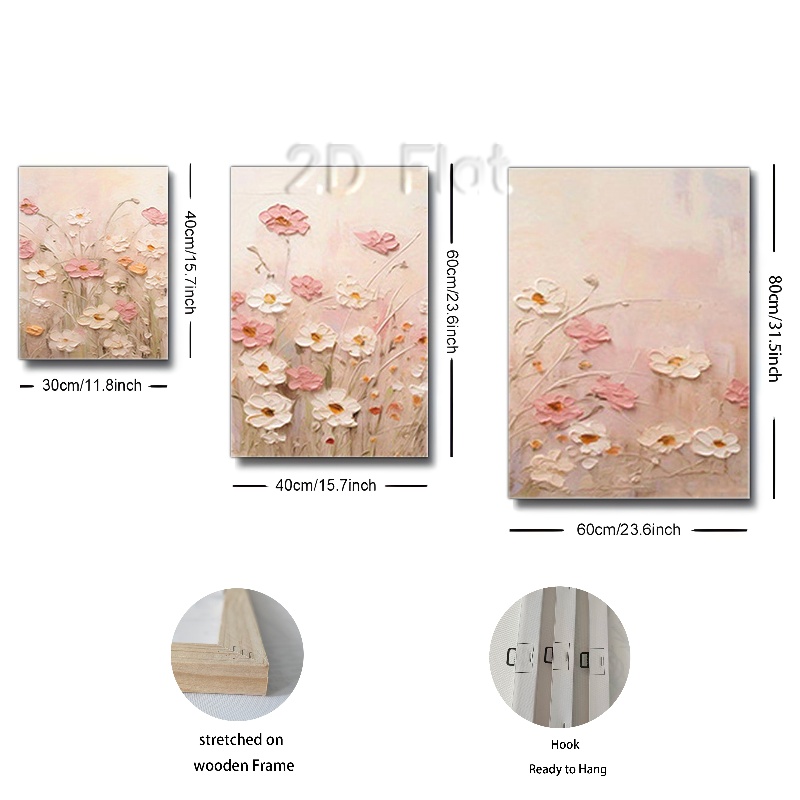 2D Flat
40cm/15.7inch
30cm/11.8inch
60cm/23.6inch
40cm/15.7inch
80cm/31.5inch
60cm/23.6inch
stretched on
wooden Frame
Hook
Ready to Hang